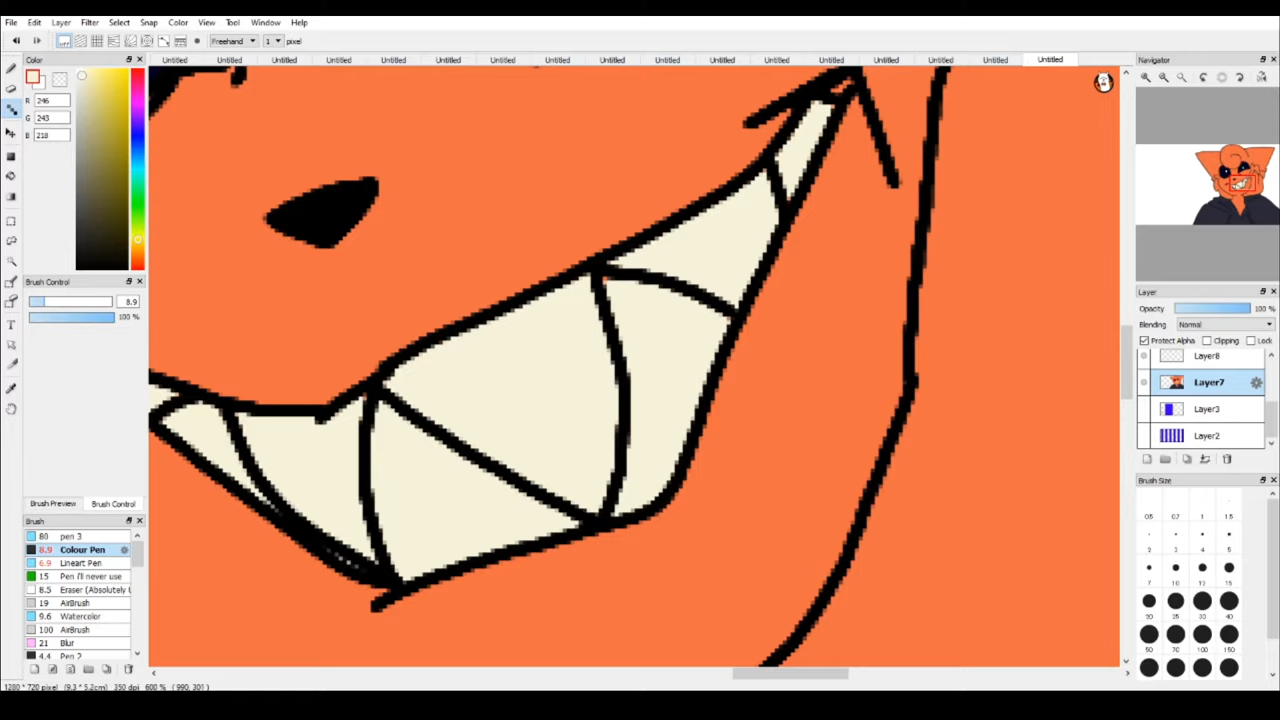 File Edit Layer Filter Select Snap Color View Tool Window Help
off Freehand 1 pixel
Color Untitled Untitled Untitled Untitled Untitled Untitled Untitled Untitled Untitled Untitled Untitled Untitled Untitled Untitled Untitled Untitled Untitled Navigator
R 246
G 243
B 218
Brush Control
8.9
100 %
Layer
Opacity 100 %
Blending Normal
Protect Alpha Clipping Lock
Layer8
Layer7
Layer3
Layer2
Brush Size
0.5 0.7 1 1.5
2 3 4 5
7 10 12 15
20 25 30 40
50 70 100 150
Brush Preview Brush Control
Brush
80 pen 3
8.9 Colour Pen
6.9 Lineart Pen
15 Pen i'll never use
8.5 Eraser (Absolutely
19 AirBrush
9.6 Watercolor
100 AirBrush
21 Blur
4.4 Pen 2
1280 * 720 pixel (9.3 * 5.2cm) 350 dpi 600 % ( 990, 301 )